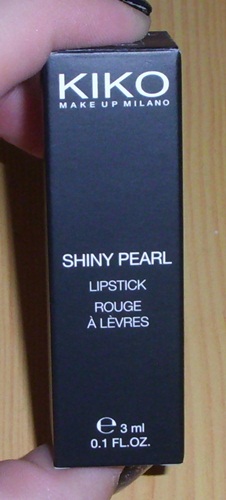 KIKO
MAKE UP MILANO
SHINY PEARL
LIPSTICK
ROUGE
À LÈVRES
℮ 3 ml
0.1 FL.OZ.